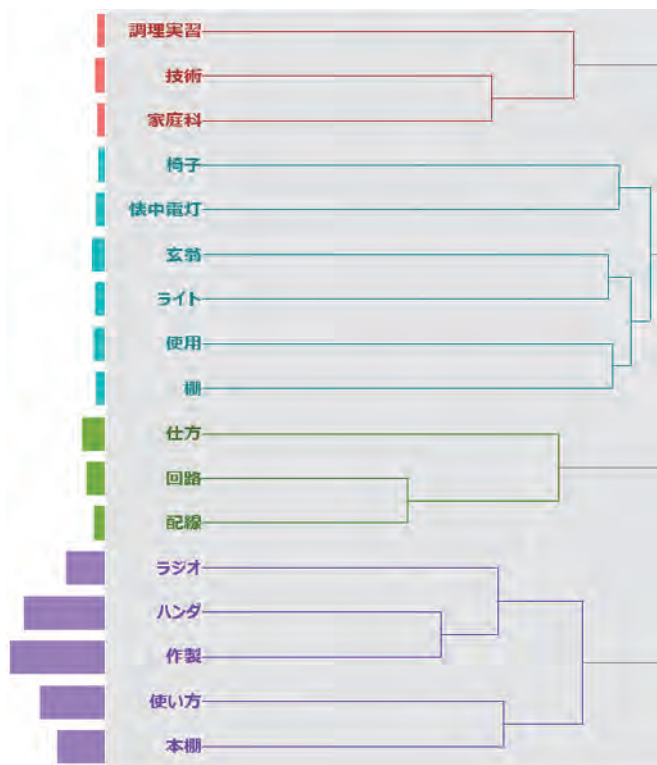 調理実習
技術
家庭科
椅子
懐中電灯
玄翁
ライト
使用
棚
仕方
回路
配線
ラジオ
ハンダ
作製
使い方
本棚